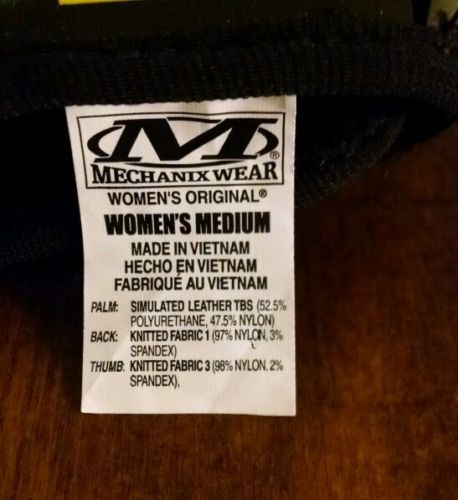 M®
MECHANIX WEAR
WOMEN'S ORIGINAL®
WOMEN'S MEDIUM
MADE IN VIETNAM
HECHO EN VIETNAM
FABRIQUÉ AU VIETNAM
PALM: SIMULATED LEATHER TBS (52.5%
POLYURETHANE, 47.5% NYLON)
BACK: KNITTED FABRIC 1 (97% NYLON, 3%
SPANDEX)
THUMB: KNITTED FABRIC 3 (98% NYLON, 2%
SPANDEX),